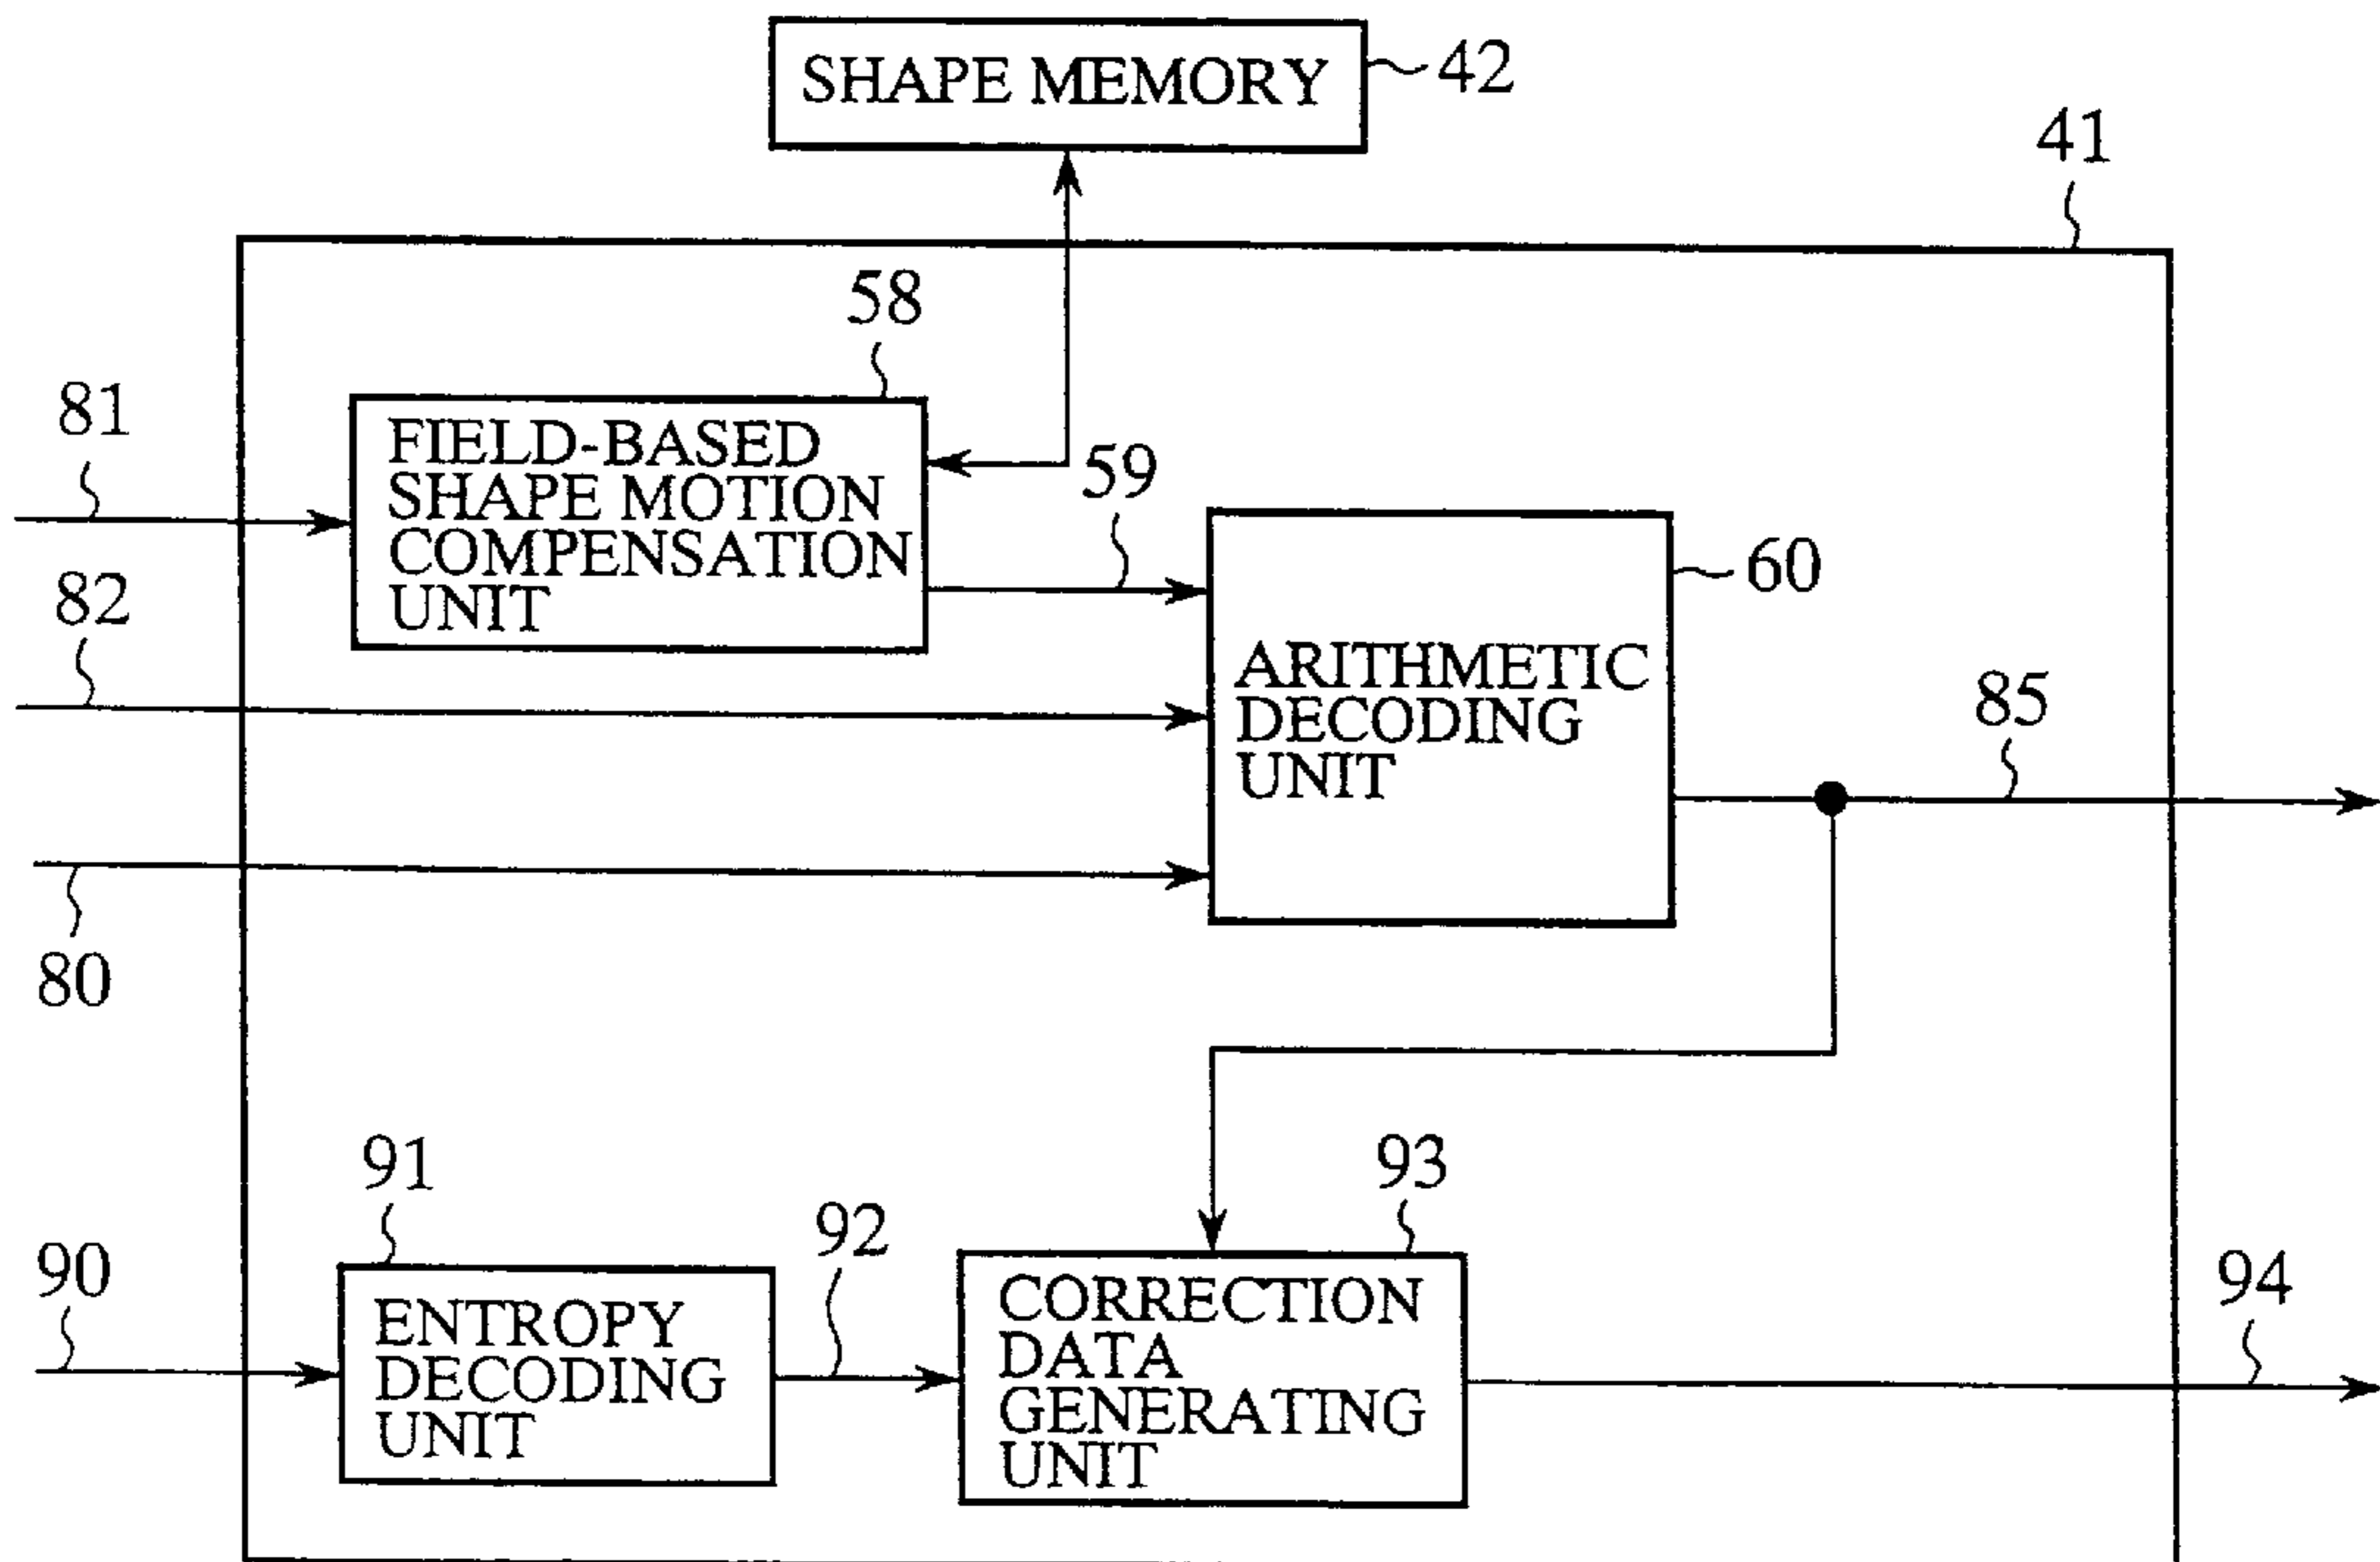 SHAPE MEMORY
42
41
58
81
FIELD-BASED
SHAPE MOTION
COMPENSATION
UNIT
59
60
82
ARITHMETIC
DECODING
UNIT
85
80
91
92
93
90
ENTROPY
DECODING
UNIT
CORRECTION
DATA
GENERATING
UNIT
94